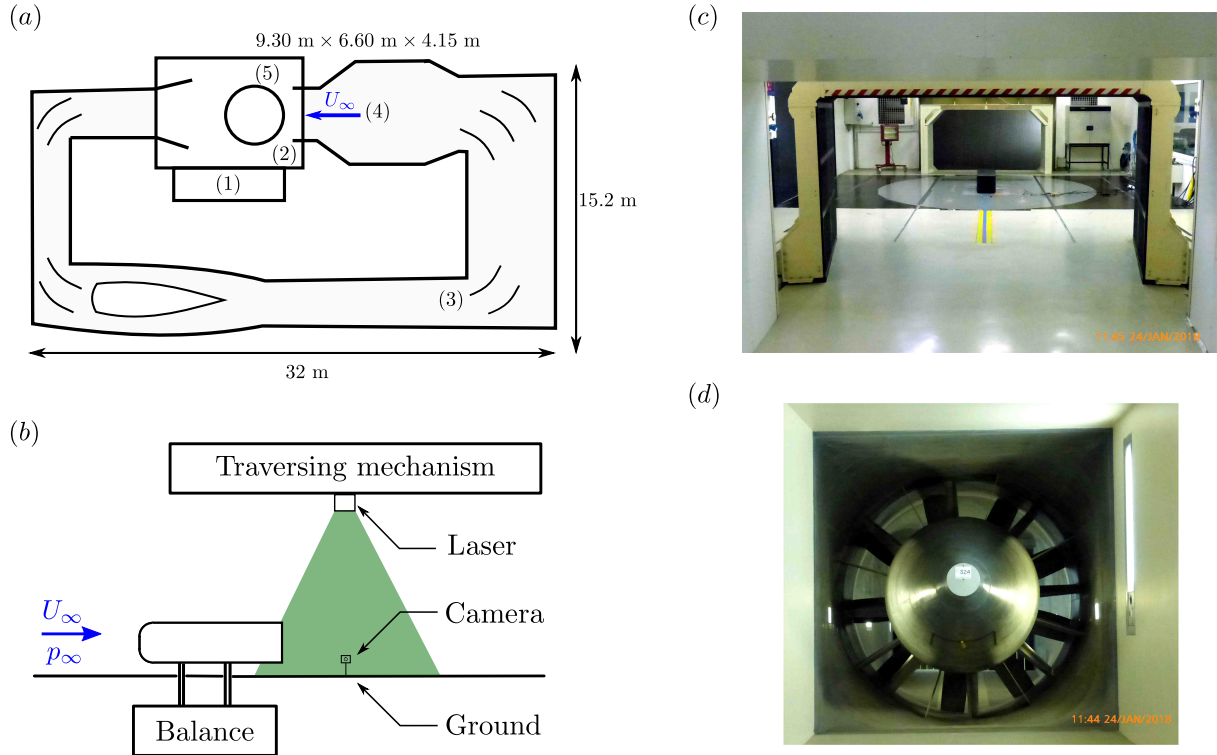 (a)
9.30 m × 6.60 m × 4.15 m
(5)
U∞
(4)
(2)
(1)
15.2 m
(3)
32 m
(b)
Traversing mechanism
Laser
Camera
U∞
p∞
Balance
Ground
(c)
11:45 24/JAN/2018
(d)
11:44 24/JAN/2018